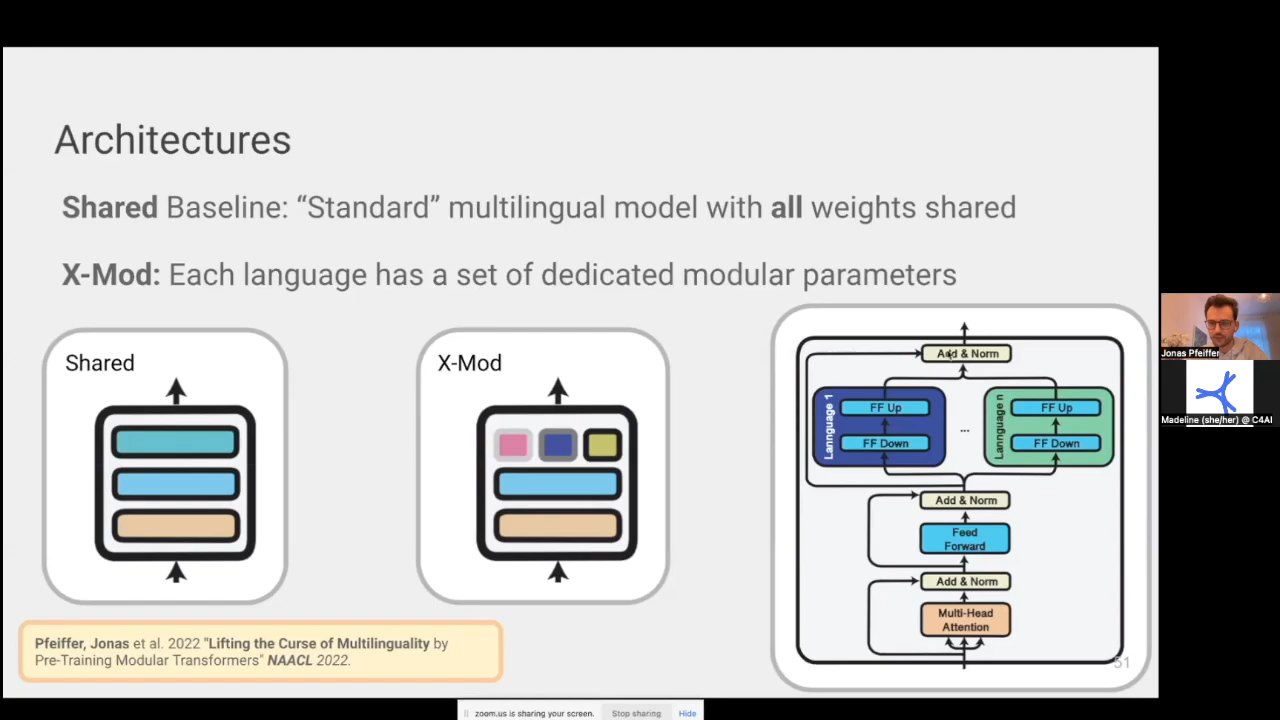 Architectures
Shared Baseline: “Standard” multilingual model with all weights shared
X-Mod: Each language has a set of dedicated modular parameters
Shared
X-Mod
Add & Norm
Lannguage 1
FF Up
FF Down
...
Lannguage n
FF Up
FF Down
Add & Norm
Feed
Forward
Add & Norm
Multi-Head
Attention
51
Pfeiffer, Jonas et al. 2022 "Lifting the Curse of Multilinguality by
Pre-Training Modular Transformers" NAACL 2022.
Jonas Pfeiffer
Madeline (she/her) @ C4AI
zoom.us is sharing your screen. Stop sharing Hide